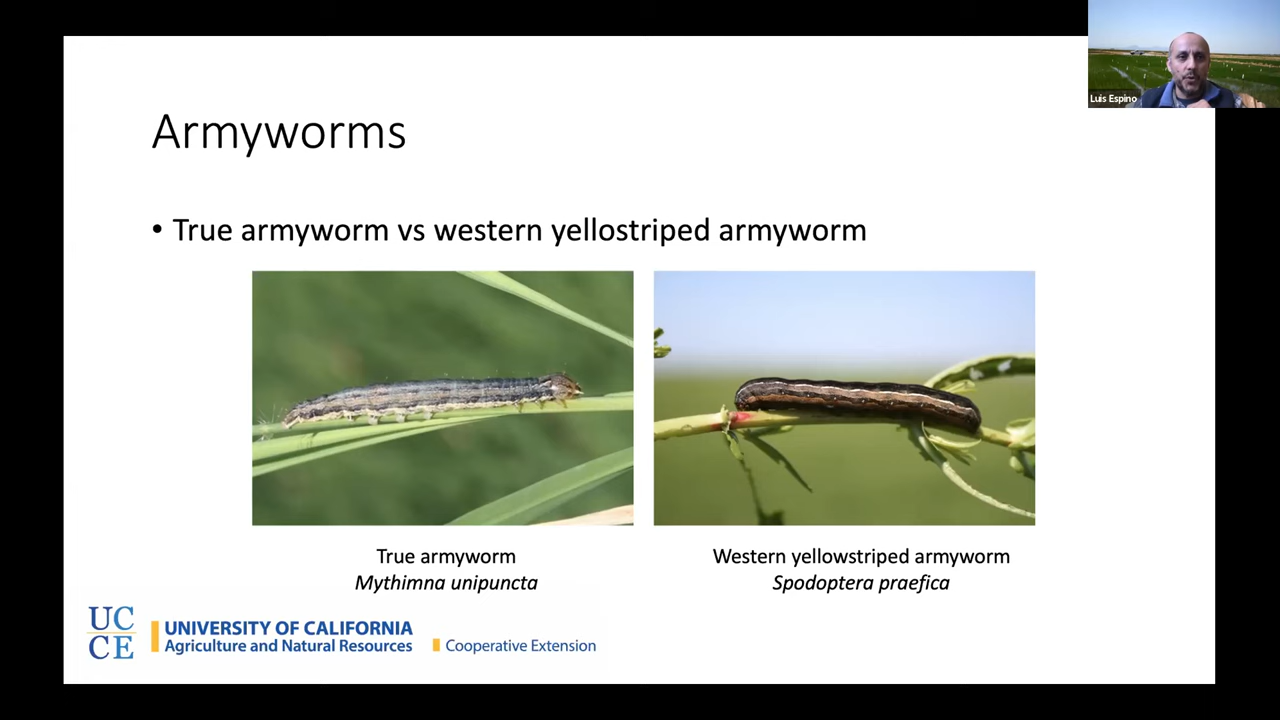 Luis Espino
Armyworms
• True armyworm vs western yellostriped armyworm
True armyworm
Mythimna unipuncta
Western yellowstriped armyworm
Spodoptera praefica
UC
CE
UNIVERSITY OF CALIFORNIA
Agriculture and Natural Resources
Cooperative Extension